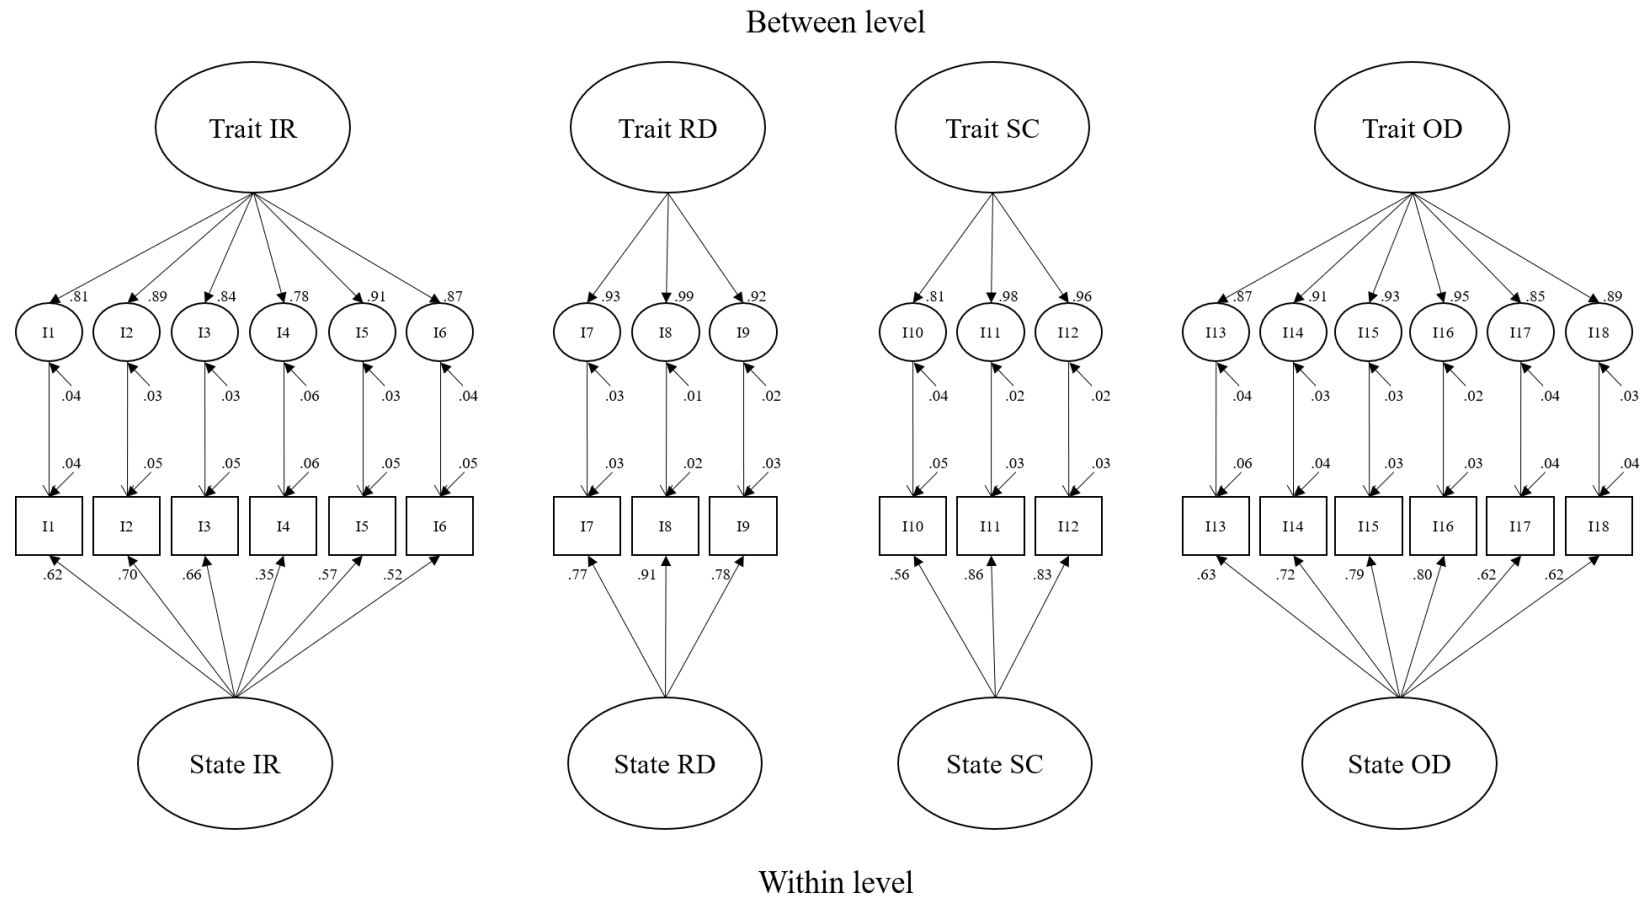 Between level
Trait IR Trait RD Trait SC Trait OD
.81 .89 .84 .78 .91 .87 .93 .99 .92 .81 .98 .96 .87 .91 .93 .95 .85 .89
I1 I2 I3 I4 I5 I6 I7 I8 I9 I10 I11 I12 I13 I14 I15 I16 I17 I18
.04 .03 .03 .06 .03 .04 .03 .01 .02 .04 .02 .02 .04 .03 .03 .02 .04 .03
.04 .05 .05 .06 .05 .05 .03 .02 .03 .05 .03 .03 .06 .04 .03 .03 .04 .04
I1 I2 I3 I4 I5 I6 I7 I8 I9 I10 I11 I12 I13 I14 I15 I16 I17 I18
.62 .70 .66 .35 .57 .52 .77 .91 .78 .56 .86 .83 .63 .72 .79 .80 .62 .62
State IR State RD State SC State OD
Within level